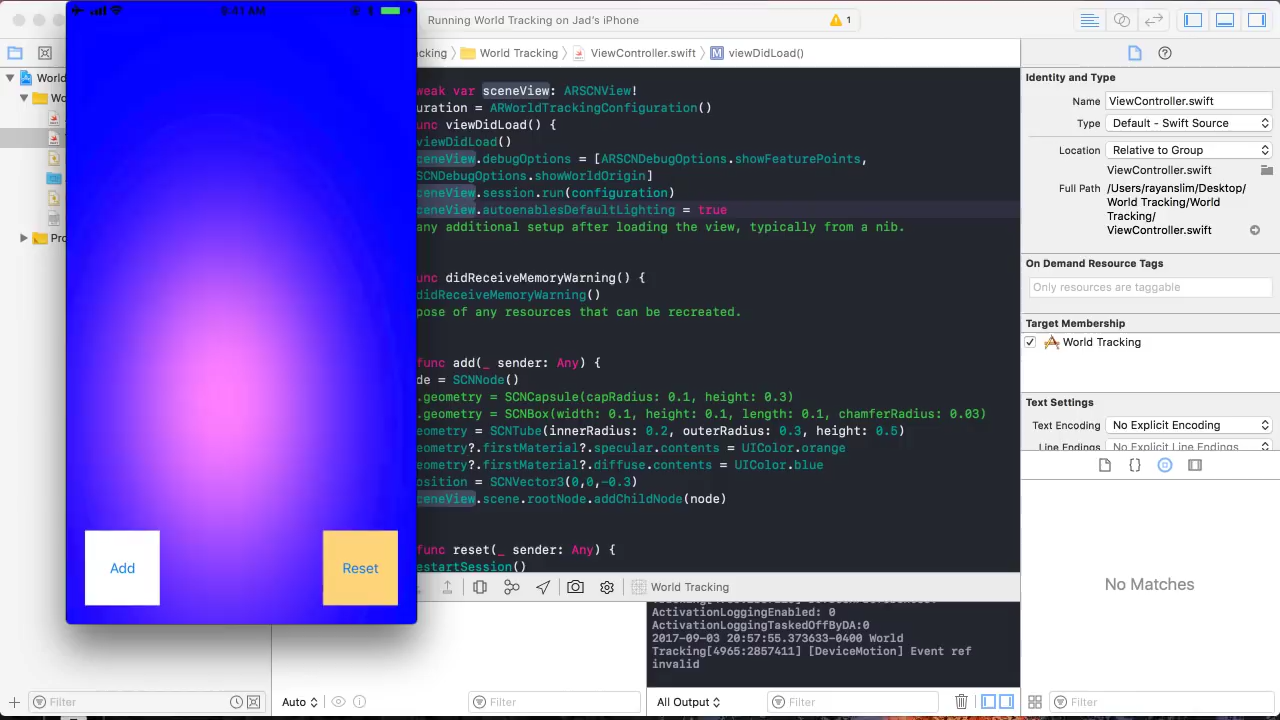 9:41 AM
Running World Tracking on Jad's iPhone
1
cking
World Tracking
ViewController.swift
M
viewDidLoad()
Identity and Type
World
Wo
Pro
Name
ViewController.swift
Type
Default - Swift Source
Location
Relative to Group
ViewController.swift
Full Path
/Users/rayanslim/Desktop/
World Tracking/World
Tracking/
ViewController.swift
On Demand Resource Tags
Only resources are taggable
Target Membership
World Tracking
Text Settings
Text Encoding
No Explicit Encoding
Line Endings
No Explicit Line Endings
No Matches
weak var sceneView: ARSCNView!
uration = ARWorldTrackingConfiguration()
unc viewDidLoad() {
viewDidLoad()
ceneView.debugOptions = [ARSCNDebugOptions.showFeaturePoints,
SCNDebugOptions.showWorldOrigin]
ceneView.session.run(configuration)
ceneView.autoenablesDefaultLighting = true
any additional setup after loading the view, typically from a nib.
unc didReceiveMemoryWarning() {
didReceiveMemoryWarning()
pose of any resources that can be recreated.
func add(_ sender: Any) {
de = SCNNode()
.geometry = SCNCapsule(capRadius: 0.1, height: 0.3)
.geometry = SCNBox(width: 0.1, height: 0.1, length: 0.1, chamferRadius: 0.03)
eometry = SCNTube(innerRadius: 0.2, outerRadius: 0.3, height: 0.5)
eometry?.firstMaterial?.specular.contents = UIColor.orange
eometry?.firstMaterial?.diffuse.contents = UIColor.blue
osition = SCNVector3(0,0,-0.3)
ceneView.scene.rootNode.addChildNode(node)
func reset(_ sender: Any) {
estartSession()
Add
Reset
World Tracking
ActivationLoggingEnabled: 0
ActivationLoggingTaskedOffByDA:0
2017-09-03 20:57:55.373633-0400 World
Tracking[4965:2857411] [DeviceMotion] Event ref
invalid
Filter
Auto
Filter
All Output
Filter
Filter